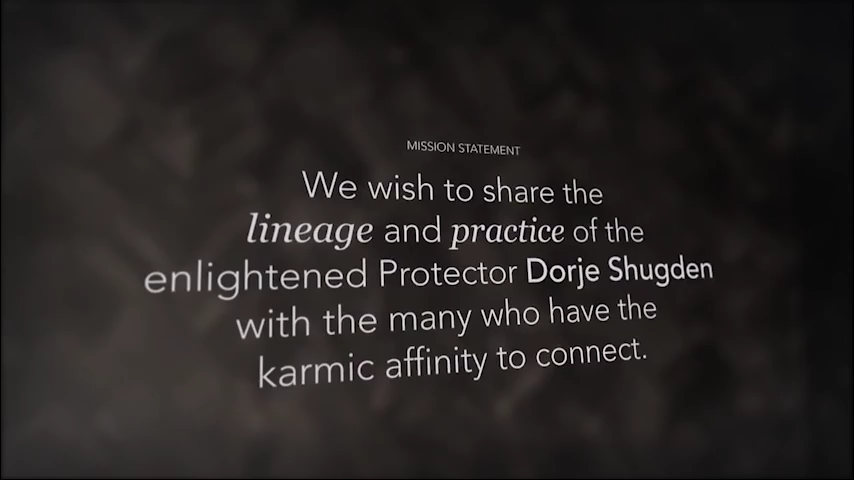 MISSION STATEMENT
We wish to share the
lineage and practice of the
enlightened Protector Dorje Shugden
with the many who have the
karmic affinity to connect.